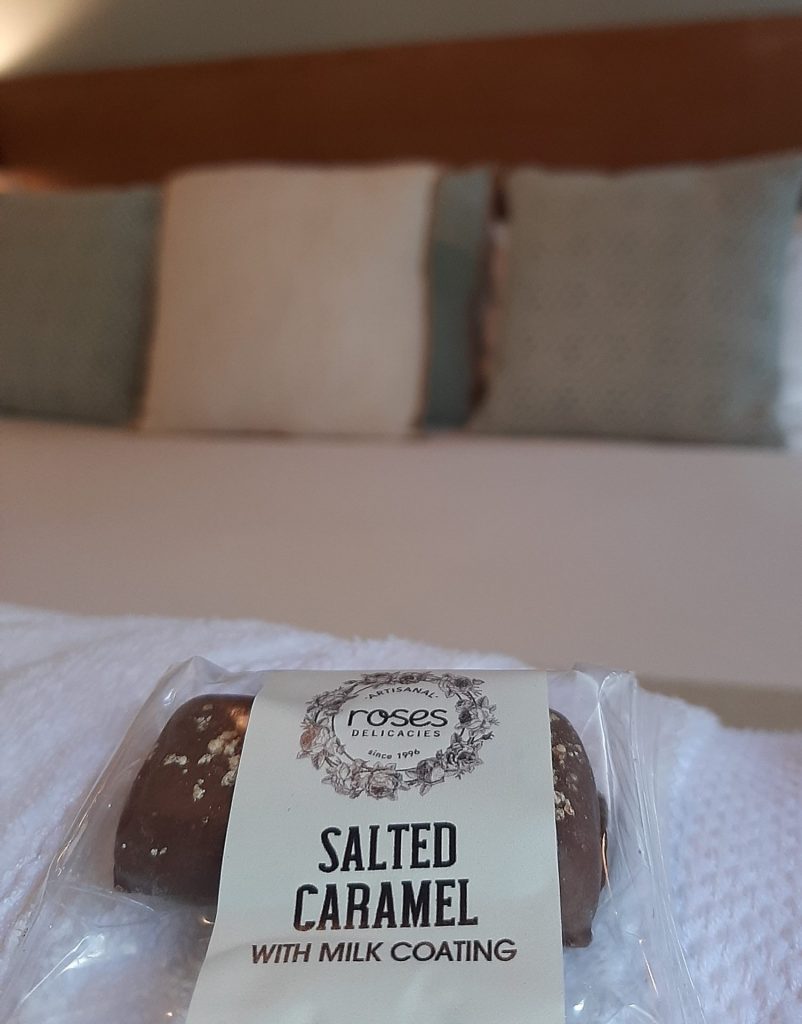 ·ARTISANAL·
roses
DELICACIES
since 1996
SALTED
CARAMEL
WITH MILK COATING